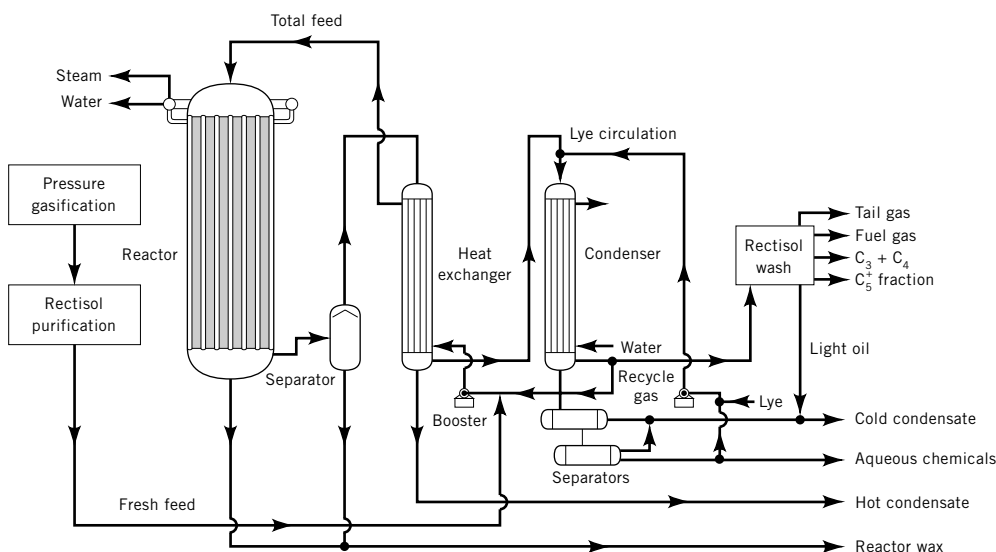 Total feed
Steam
Water
Lye circulation
Pressure
gasification
Tail gas
Fuel gas
C₃ + C₄
C₅⁺ fraction
Rectisol
wash
Reactor
Heat
exchanger
Condenser
Rectisol
purification
Separator
Water
Recycle
gas
Light oil
Booster
Lye
Cold condensate
Aqueous chemicals
Separators
Fresh feed
Hot condensate
Reactor wax